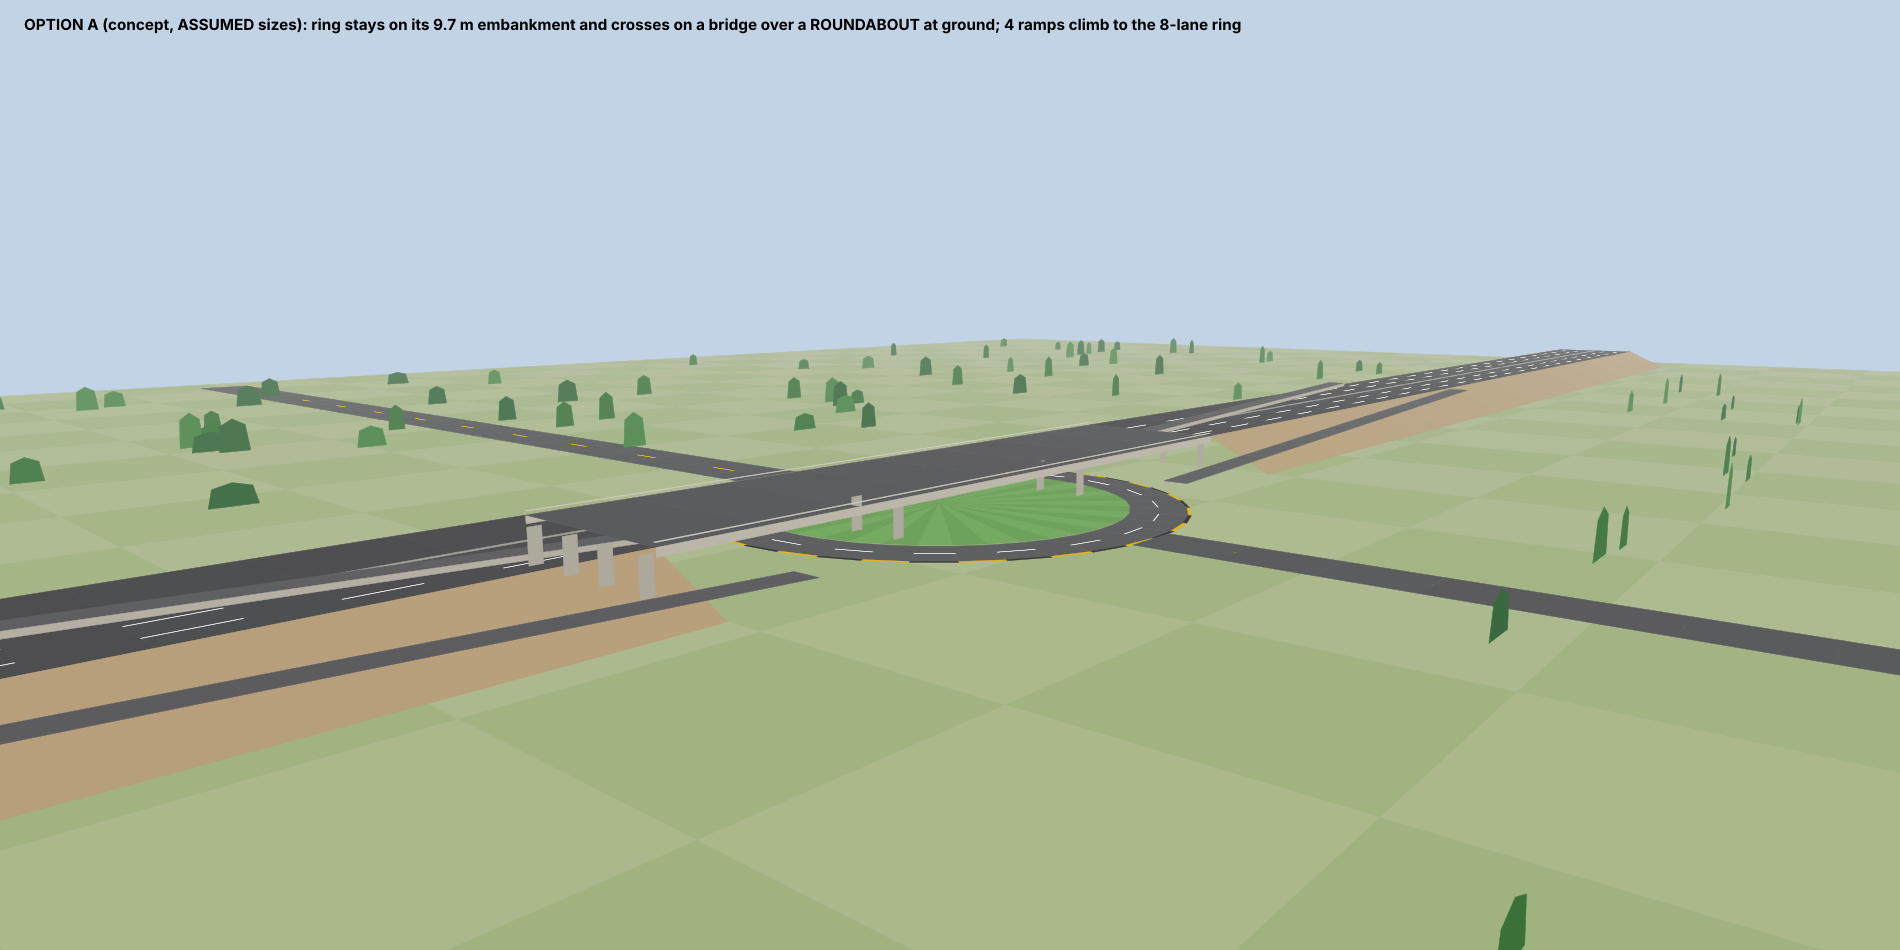 OPTION A (concept, ASSUMED sizes): ring stays on its 9.7 m embankment and crosses on a bridge over a ROUNDABOUT at ground; 4 ramps climb to the 8-lane ring